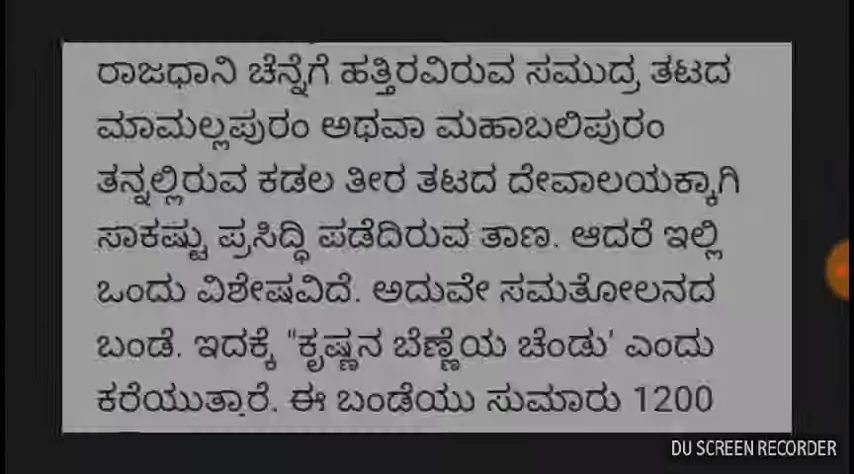 ರಾಜಧಾನಿ ಚೆನ್ನೈಗೆ ಹತ್ತಿರವಿರುವ ಸಮುದ್ರ ತಟದ
ಮಾಮಲ್ಲಪುರಂ ಅಥವಾ ಮಹಾಬಲಿಪುರಂ
ತನ್ನಲ್ಲಿರುವ ಕಡಲ ತೀರ ತಟದ ದೇವಾಲಯಕ್ಕಾಗಿ
ಸಾಕಷ್ಟು ಪ್ರಸಿದ್ಧಿ ಪಡೆದಿರುವ ತಾಣ. ಆದರೆ ಇಲ್ಲಿ
ಒಂದು ವಿಶೇಷವಿದೆ. ಅದುವೇ ಸಮತೋಲನದ
ಬಂಡೆ. ಇದಕ್ಕೆ "ಕೃಷ್ಣನ ಬೆಣ್ಣೆಯ ಚೆಂಡು' ಎಂದು
ಕರೆಯುತ್ತಾರೆ. ಈ ಬಂಡೆಯು ಸುಮಾರು 1200
DU SCREEN RECORDER